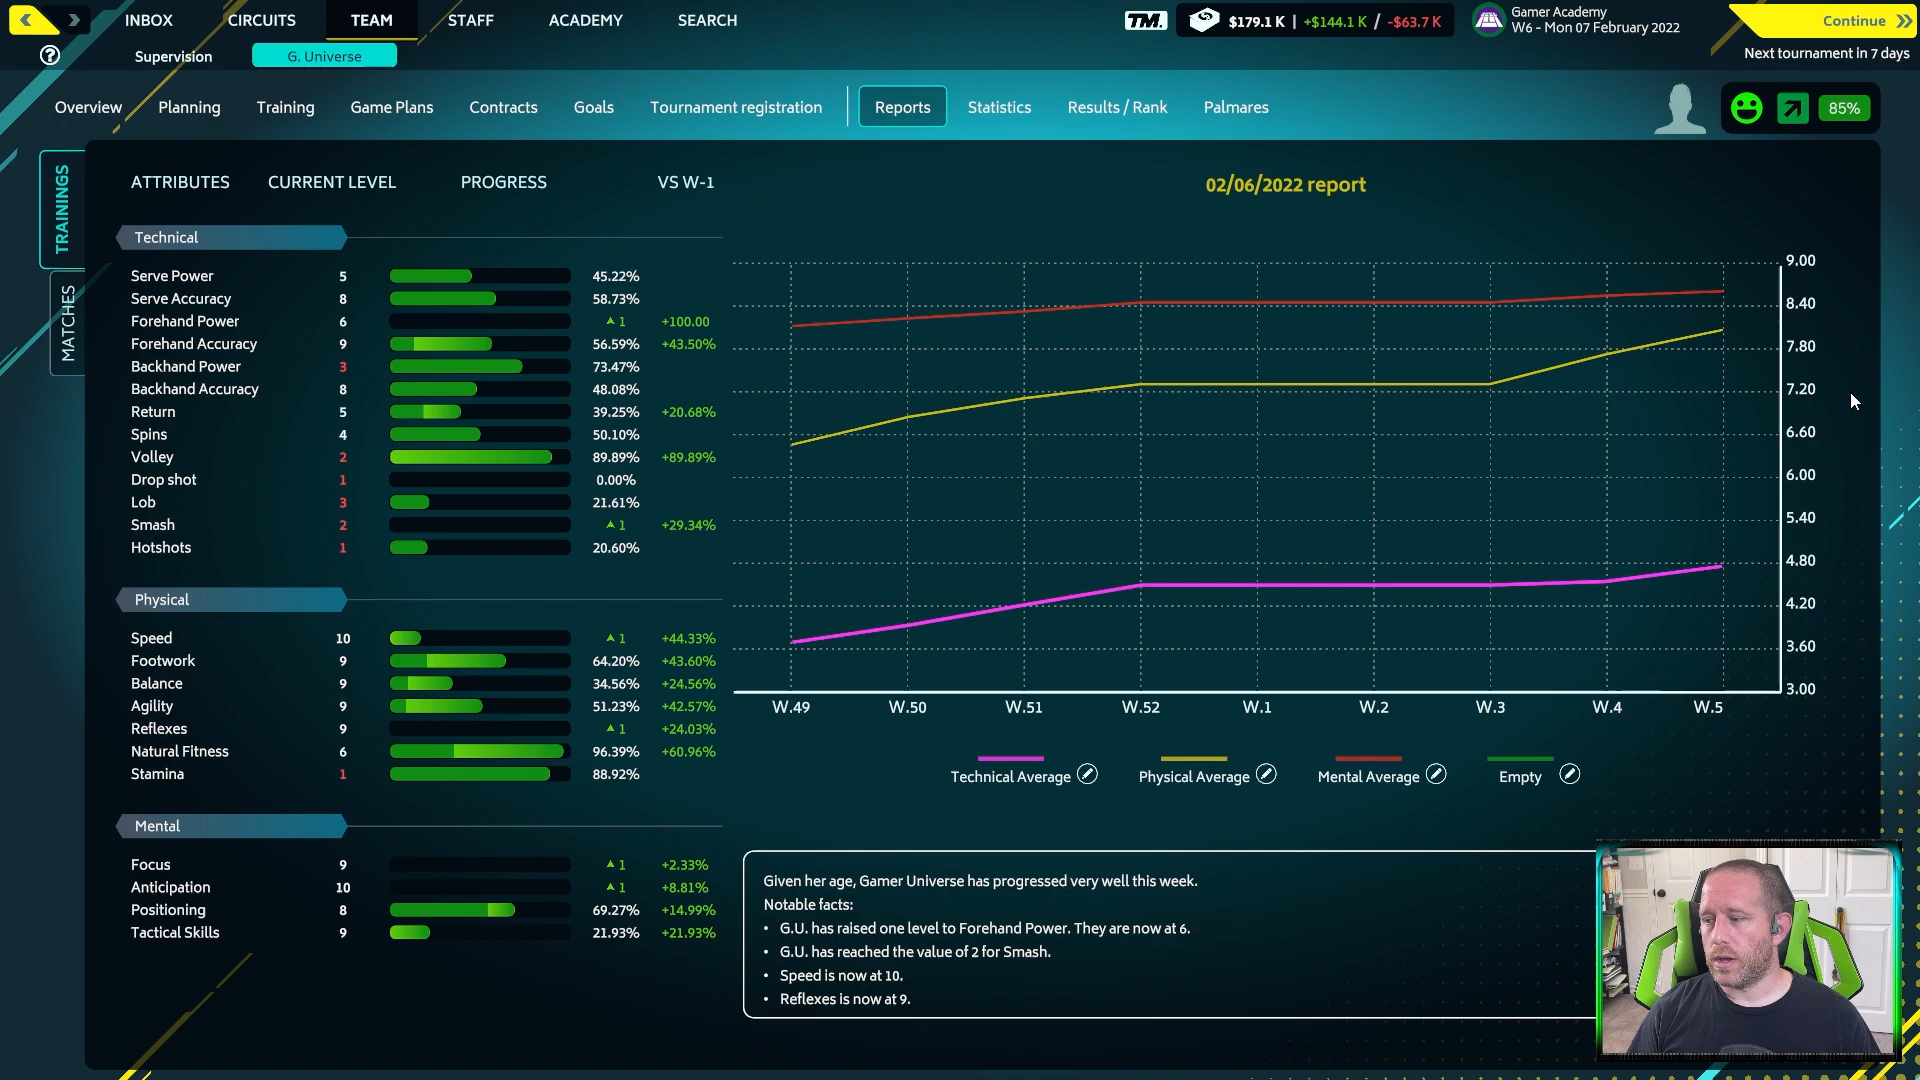 INBOX CIRCUITS TEAM STAFF ACADEMY SEARCH
TM. $179.1 K | +$144.1 K / -$63.7 K
Gamer Academy
W6 - Mon 07 February 2022
Continue
Next tournament in 7 days
? Supervision G. Universe
Overview Planning Training Game Plans Contracts Goals Tournament registration Reports Statistics Results / Rank Palmares
85%
TRAININGS
MATCHES
ATTRIBUTES CURRENT LEVEL PROGRESS VS W-1
Technical
Serve Power 5 45.22%
Serve Accuracy 8 58.73%
Forehand Power 6 1 +100.00
Forehand Accuracy 9 56.59% +43.50%
Backhand Power 3 73.47%
Backhand Accuracy 8 48.08%
Return 5 39.25% +20.68%
Spins 4 50.10%
Volley 2 89.89% +89.89%
Drop shot 1 0.00%
Lob 3 21.61%
Smash 2 1 +29.34%
Hotshots 1 20.60%
Physical
Speed 10 1 +44.33%
Footwork 9 64.20% +43.60%
Balance 9 34.56% +24.56%
Agility 9 51.23% +42.57%
Reflexes 9 1 +24.03%
Natural Fitness 6 96.39% +60.96%
Stamina 1 88.92%
Mental
Focus 9 1 +2.33%
Anticipation 10 1 +8.81%
Positioning 8 69.27% +14.99%
Tactical Skills 9 21.93% +21.93%
02/06/2022 report
9.00
8.40
7.80
7.20
6.60
6.00
5.40
4.80
4.20
3.60
3.00
W.49 W.50 W.51 W.52 W.1 W.2 W.3 W.4 W.5
Technical Average Physical Average Mental Average Empty
Given her age, Gamer Universe has progressed very well this week.
Notable facts:
• G.U. has raised one level to Forehand Power. They are now at 6.
• G.U. has reached the value of 2 for Smash.
• Speed is now at 10.
• Reflexes is now at 9.